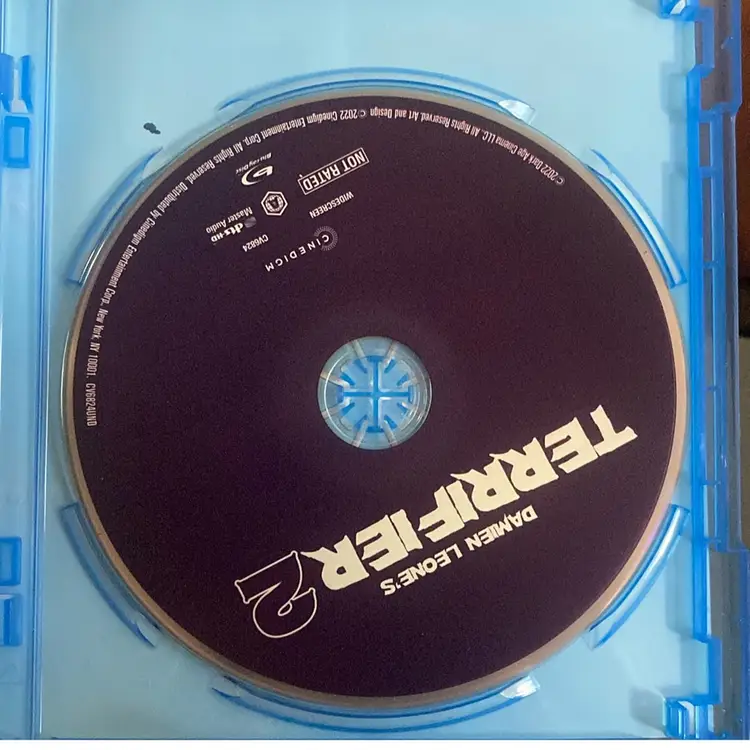 DAMIEN LEONE'S
TERRIFIER 2
CINEDIGM
WIDESCREEN
NOT RATED
CV6824
dts-HD
Master Audio
Blu-ray Disc
©2022 Dark Age Cinema LLC. All Rights Reserved. Art and Design © 2022 Cinedigm Entertainment Corp. All Rights Reserved. Distributed by Cinedigm Entertainment Corp., New York, NY 10001. CV6824UND